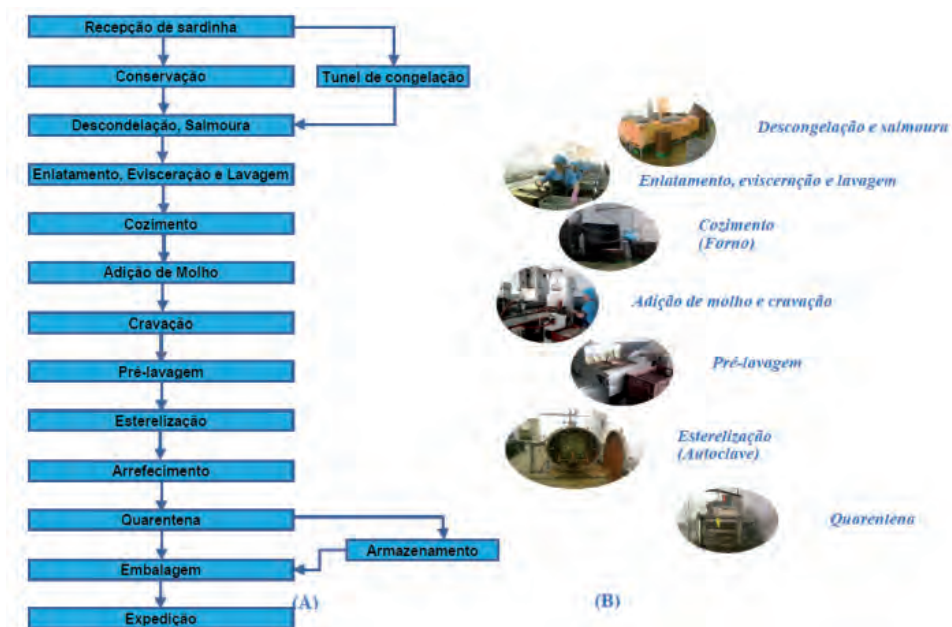 Recepção de sardinha
Conservação
Tunel de congelação
Descondelação, Salmoura
Enlatamento, Evisceração e Lavagem
Cozimento
Adição de Molho
Cravação
Pré-lavagem
Esterelização
Arrefecimento
Quarentena
Armazenamento
Embalagem
Expedição
(A)
Descongelação e salmoura
Enlatamento, evisceração e lavagem
Cozimento
(Forno)
Adição de molho e cravação
Pré-lavagem
Esterelização
(Autoclave)
Quarentena
(B)